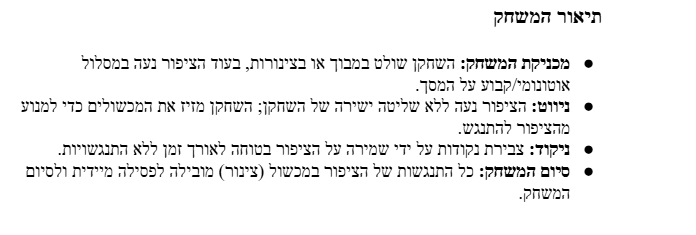 תיאור המשחק
● מכניקת המשחק: השחקן שולט במבוך או בצינורות, בעוד הציפור נעה במסלול
אוטונומי/קבוע על המסך.
● ניווט: הציפור נעה ללא שליטה ישירה של השחקן; השחקן מזיז את המכשולים כדי למנוע
מהציפור להתנגש.
● ניקוד: צבירת נקודות על ידי שמירה על הציפור בטוחה לאורך זמן ללא התנגשויות.
● סיום המשחק: כל התנגשות של הציפור במכשול (צינור) מובילה לפסילה מיידית ולסיום
המשחק.